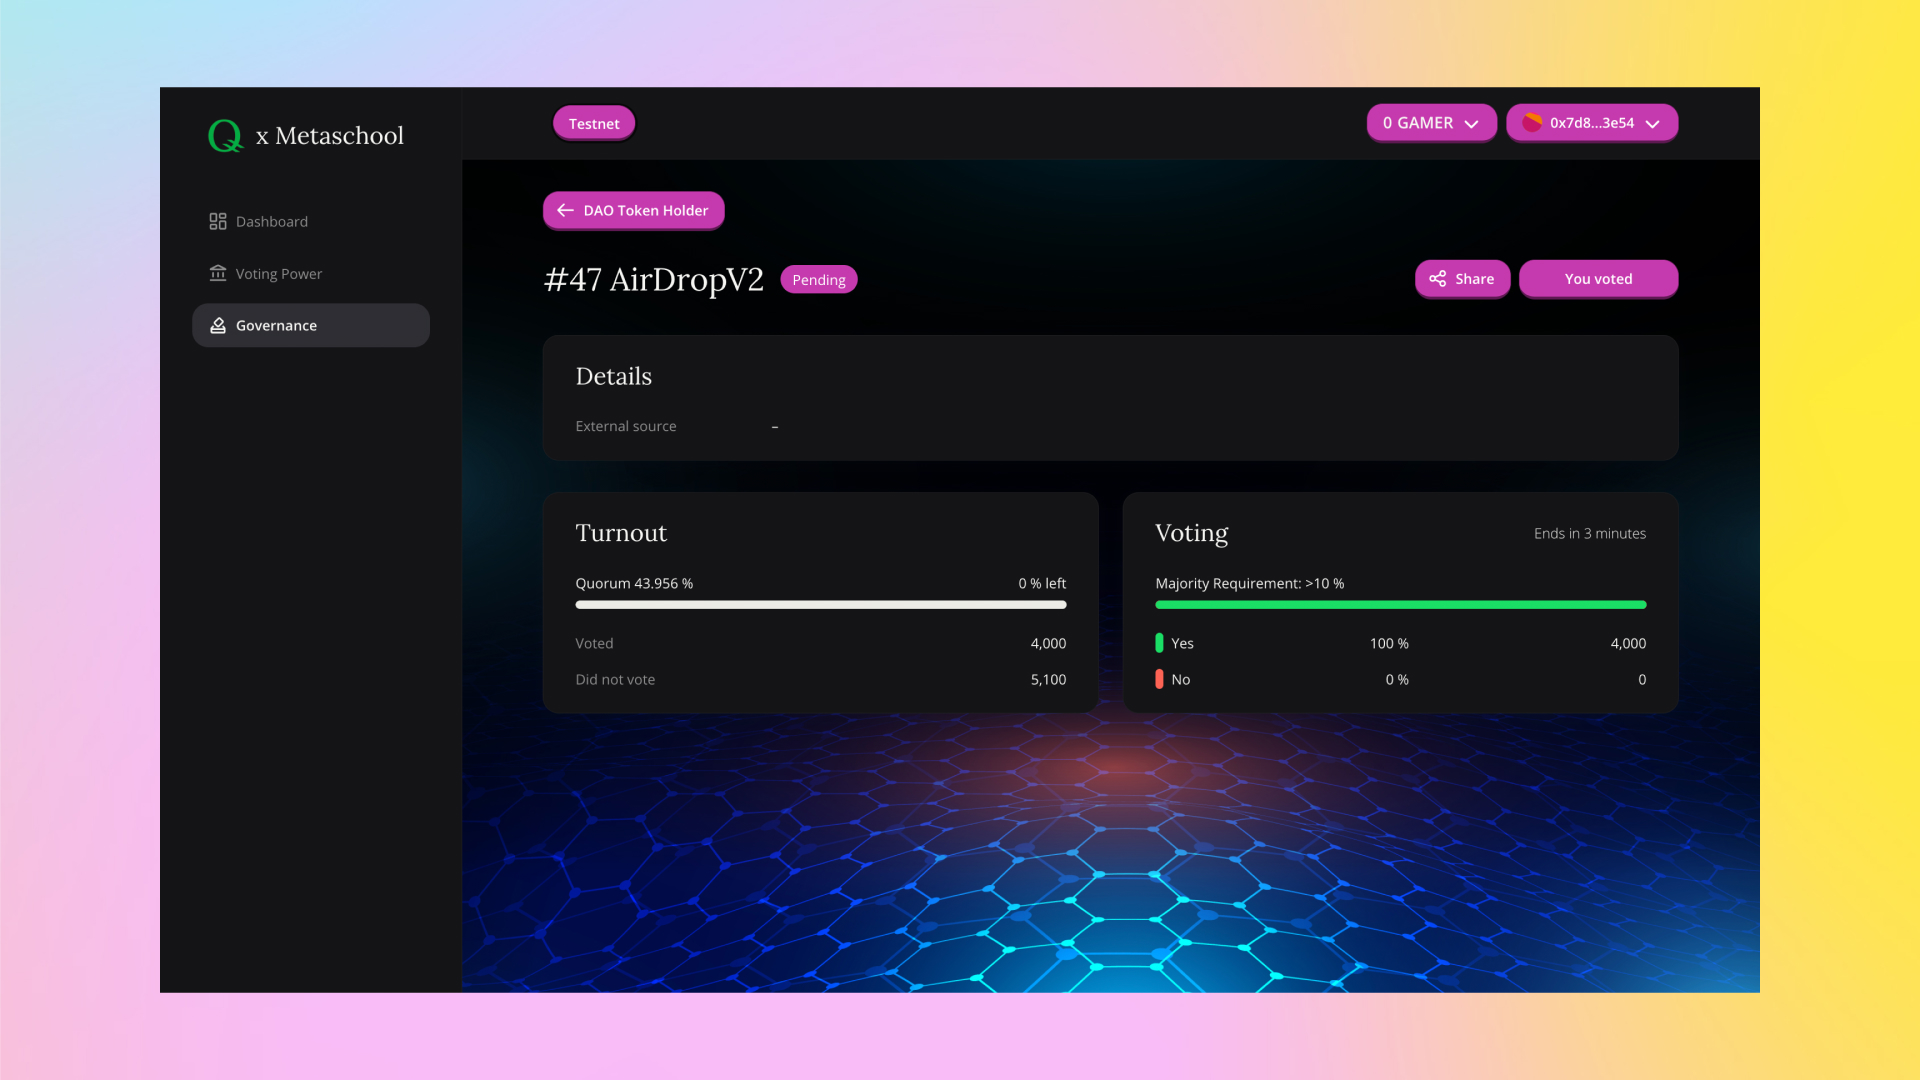 Q x Metaschool
Testnet
0 GAMER
0x7d8...3e54
Dashboard
Voting Power
Governance
DAO Token Holder
#47 AirDropV2
Pending
Share
You voted
Details
External source –
Turnout
Quorum 43.956 % 0 % left
Voted 4,000
Did not vote 5,100
Voting
Ends in 3 minutes
Majority Requirement: >10 %
Yes 100 % 4,000
No 0 % 0